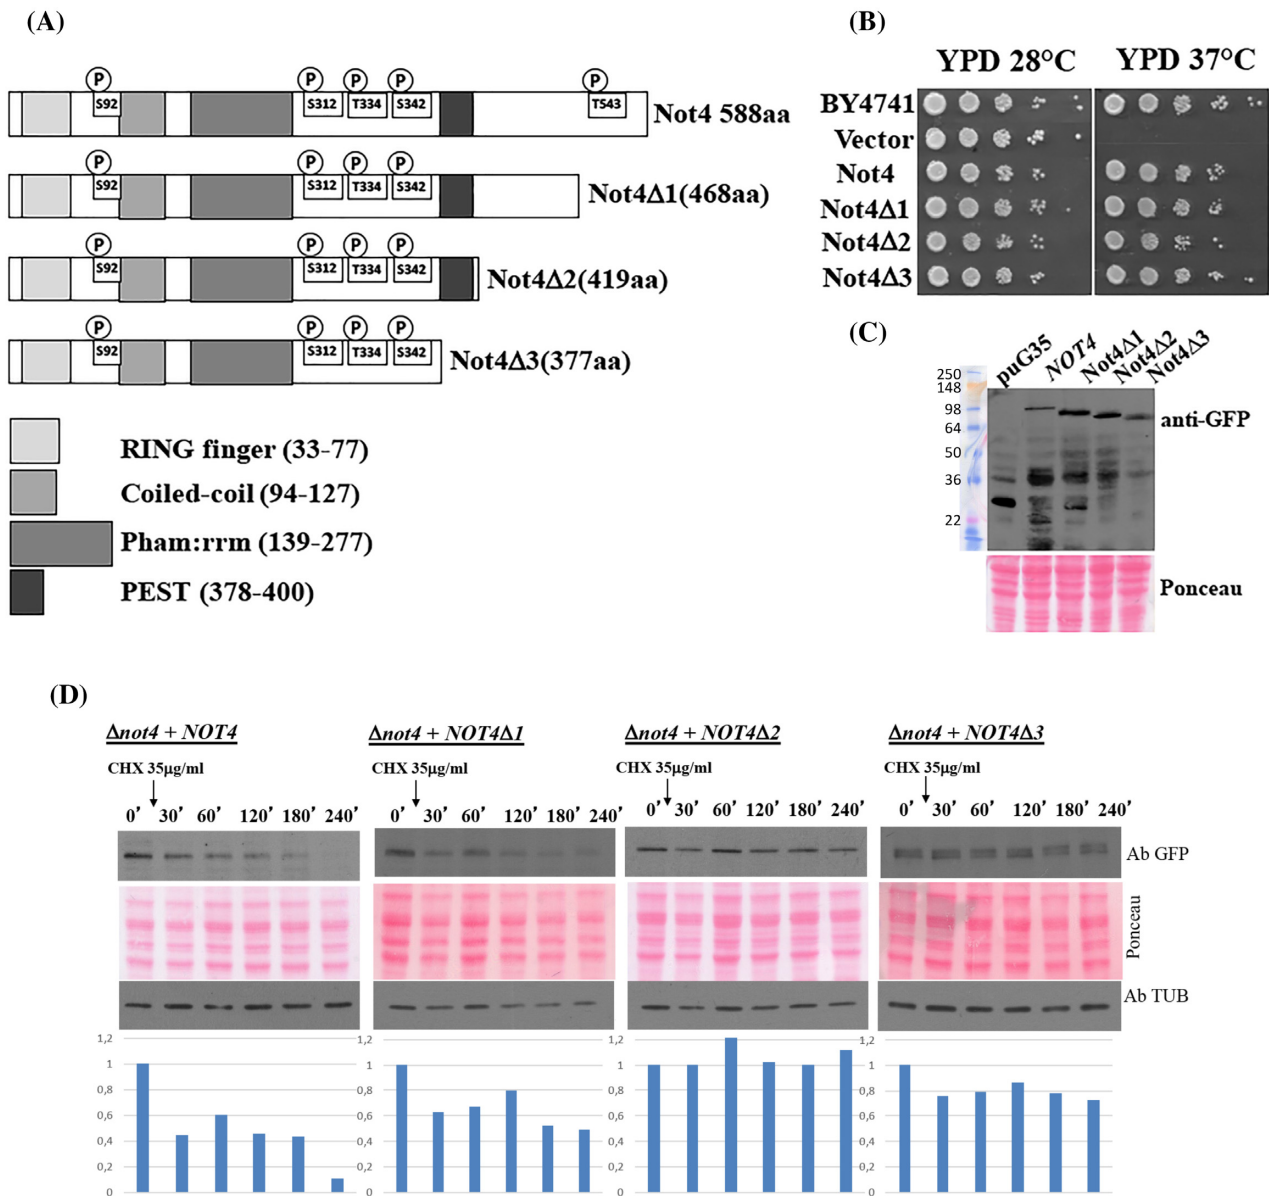 (A)
P P P P P
S92 S312 T334 S342 TS43
Not4 588aa
P P P P
S92 S312 T334 S342
Not4Δ1(468aa)
P P P P
S92 S312 T334 S342
Not4Δ2(419aa)
P P P P
S92 S312 T334 S342
Not4Δ3(377aa)
RING finger (33-77)
Coiled-coil (94-127)
Pham:rrm (139-277)
PEST (378-400)
(B)
YPD 28°C YPD 37°C
BY4741
Vector
Not4
Not4Δ1
Not4Δ2
Not4Δ3
(C)
puG35 NOT4 Not4Δ1 Not4Δ2 Not4Δ3
250
148
98
64
50
36
22
anti-GFP
Ponceau
(D)
Δnot4 + NOT4
CHX 35µg/ml
0’ 30’ 60’ 120’ 180’ 240’
1,2
1
0,8
0,6
0,4
0,2
0
Δnot4 + NOT4Δ1
CHX 35µg/ml
0’ 30’ 60’ 120’ 180’ 240’
1,2
1
0,8
0,6
0,4
0,2
0
Δnot4 + NOT4Δ2
CHX 35µg/ml
0’ 30’ 60’ 120’ 180’ 240’
1,2
1
0,8
0,6
0,4
0,2
0
Δnot4 + NOT4Δ3
CHX 35µg/ml
0’ 30’ 60’ 120’ 180’ 240’
1,2
1
0,8
0,6
0,4
0,2
0
Ab GFP
Ponceau
Ab TUB